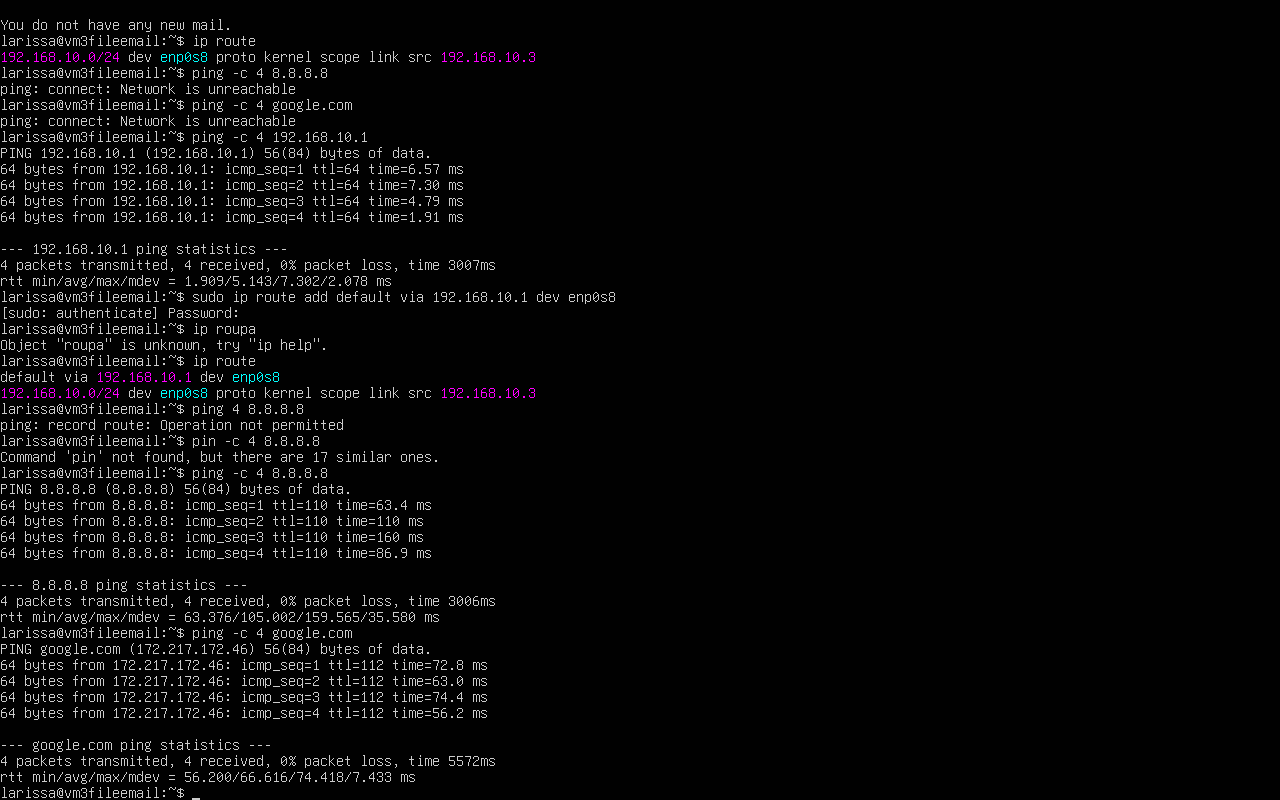 You do not have any new mail.
larissa@vm3fileemail:~$ ip route
192.168.10.0/24 dev enp0s8 proto kernel scope link src 192.168.10.3
larissa@vm3fileemail:~$ ping -c 4 8.8.8.8
ping: connect: Network is unreachable
larissa@vm3fileemail:~$ ping -c 4 google.com
ping: connect: Network is unreachable
larissa@vm3fileemail:~$ ping -c 4 192.168.10.1
PING 192.168.10.1 (192.168.10.1) 56(84) bytes of data.
64 bytes from 192.168.10.1: icmp_seq=1 ttl=64 time=6.57 ms
64 bytes from 192.168.10.1: icmp_seq=2 ttl=64 time=7.30 ms
64 bytes from 192.168.10.1: icmp_seq=3 ttl=64 time=4.79 ms
64 bytes from 192.168.10.1: icmp_seq=4 ttl=64 time=1.91 ms

--- 192.168.10.1 ping statistics ---
4 packets transmitted, 4 received, 0% packet loss, time 3007ms
rtt min/avg/max/mdev = 1.909/5.143/7.302/2.078 ms
larissa@vm3fileemail:~$ sudo ip route add default via 192.168.10.1 dev enp0s8
[sudo: authenticate] Password:
larissa@vm3fileemail:~$ ip roupa
Object "roupa" is unknown, try "ip help".
larissa@vm3fileemail:~$ ip route
default via 192.168.10.1 dev enp0s8
192.168.10.0/24 dev enp0s8 proto kernel scope link src 192.168.10.3
larissa@vm3fileemail:~$ ping 4 8.8.8.8
ping: record route: Operation not permitted
larissa@vm3fileemail:~$ pin -c 4 8.8.8.8
Command 'pin' not found, but there are 17 similar ones.
larissa@vm3fileemail:~$ ping -c 4 8.8.8.8
PING 8.8.8.8 (8.8.8.8) 56(84) bytes of data.
64 bytes from 8.8.8.8: icmp_seq=1 ttl=110 time=63.4 ms
64 bytes from 8.8.8.8: icmp_seq=2 ttl=110 time=110 ms
64 bytes from 8.8.8.8: icmp_seq=3 ttl=110 time=160 ms
64 bytes from 8.8.8.8: icmp_seq=4 ttl=110 time=86.9 ms

--- 8.8.8.8 ping statistics ---
4 packets transmitted, 4 received, 0% packet loss, time 3006ms
rtt min/avg/max/mdev = 63.376/105.002/159.565/35.580 ms
larissa@vm3fileemail:~$ ping -c 4 google.com
PING google.com (172.217.172.46) 56(84) bytes of data.
64 bytes from 172.217.172.46: icmp_seq=1 ttl=112 time=72.8 ms
64 bytes from 172.217.172.46: icmp_seq=2 ttl=112 time=63.0 ms
64 bytes from 172.217.172.46: icmp_seq=3 ttl=112 time=74.4 ms
64 bytes from 172.217.172.46: icmp_seq=4 ttl=112 time=56.2 ms

--- google.com ping statistics ---
4 packets transmitted, 4 received, 0% packet loss, time 5572ms
rtt min/avg/max/mdev = 56.200/66.616/74.418/7.433 ms
larissa@vm3fileemail:~$ _